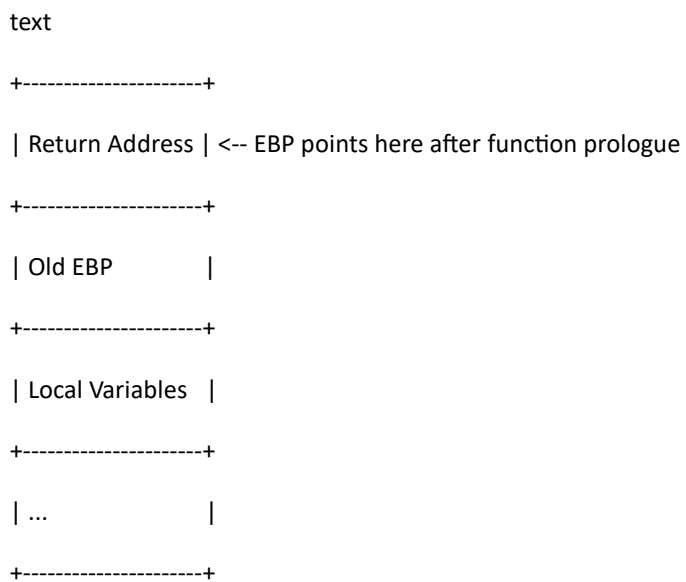 text
+----------------------+
| Return Address | <-- EBP points here after function prologue
+----------------------+
| Old EBP |
+----------------------+
| Local Variables |
+----------------------+
| ... |
+----------------------+